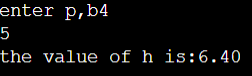 enter p,b4
5
the value of h is:6.40